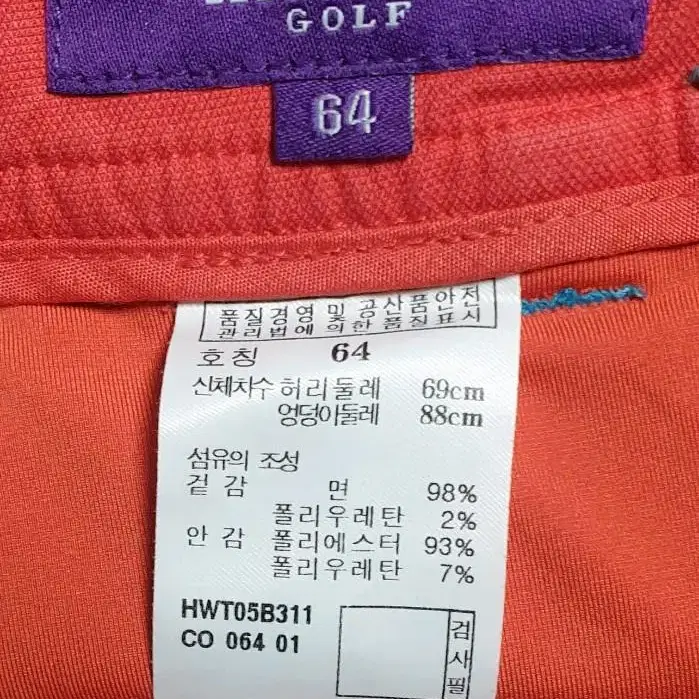 GOLF
64
품질경영 및 공산품안전
관리법에 의한 품질표시
호칭 64
신체치수 허리둘레 69cm
엉덩이둘레 88cm
섬유의 조성
겉감 면 98%
폴리우레탄 2%
안감 폴리에스터 93%
폴리우레탄 7%
HWT05B311
CO 064 01
검사필